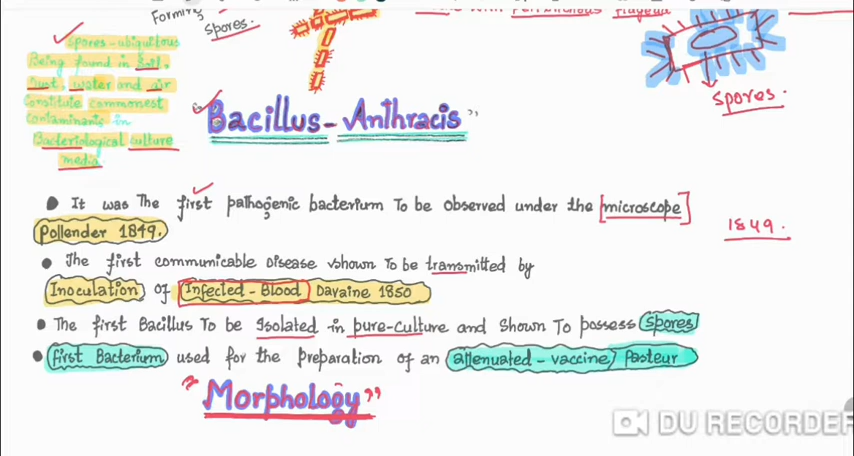 Forming
Spores.
Spores-ubiquitous
Being found in Soil,
Dust, water and air
Constitute commonest
contaminants in
Bacteriological culture
media
spores.
"Bacillus-Anthracis"
It was The first pathogenic bacterium To be observed under the [microscope]
Pollender 1849.
1849.
The first communicable Disease shown To be transmitted by
Inoculation of Infected-Blood Davaine 1850
The first Bacillus To be Isolated in pure-culture and Shown To possess spores
first Bacterium used for the preparation of an attenuated-vaccine, Pasteur
"Morphology"
DU RECORDER